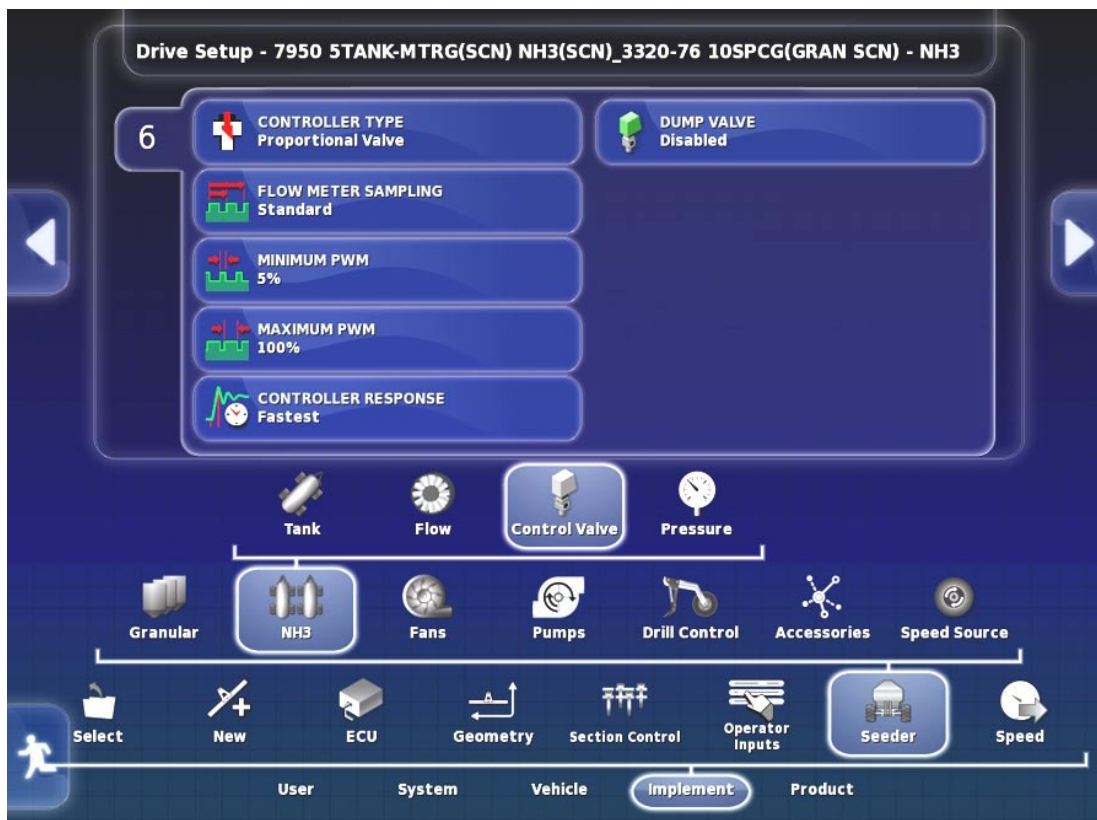 Drive Setup - 7950 5TANK-MTRG(SCN) NH3(SCN)_3320-76 10SPCG(GRAN SCN) - NH3
6
CONTROLLER TYPE
Proportional Valve
DUMP VALVE
Disabled
FLOW METER SAMPLING
Standard
MINIMUM PWM
5%
MAXIMUM PWM
100%
CONTROLLER RESPONSE
Fastest
Tank
Flow
Control Valve
Pressure
Granular
NH3
Fans
Pumps
Drill Control
Accessories
Speed Source
Select
New
ECU
Geometry
Section Control
Operator
Inputs
Seeder
Speed
User
System
Vehicle
Implement
Product